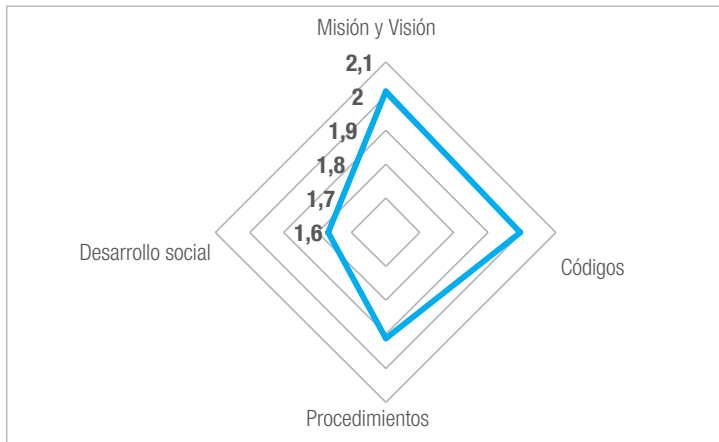 Misión y Visión
2,1
2
1,9
1,8
1,7
1,6
Desarrollo social
Códigos
Procedimientos